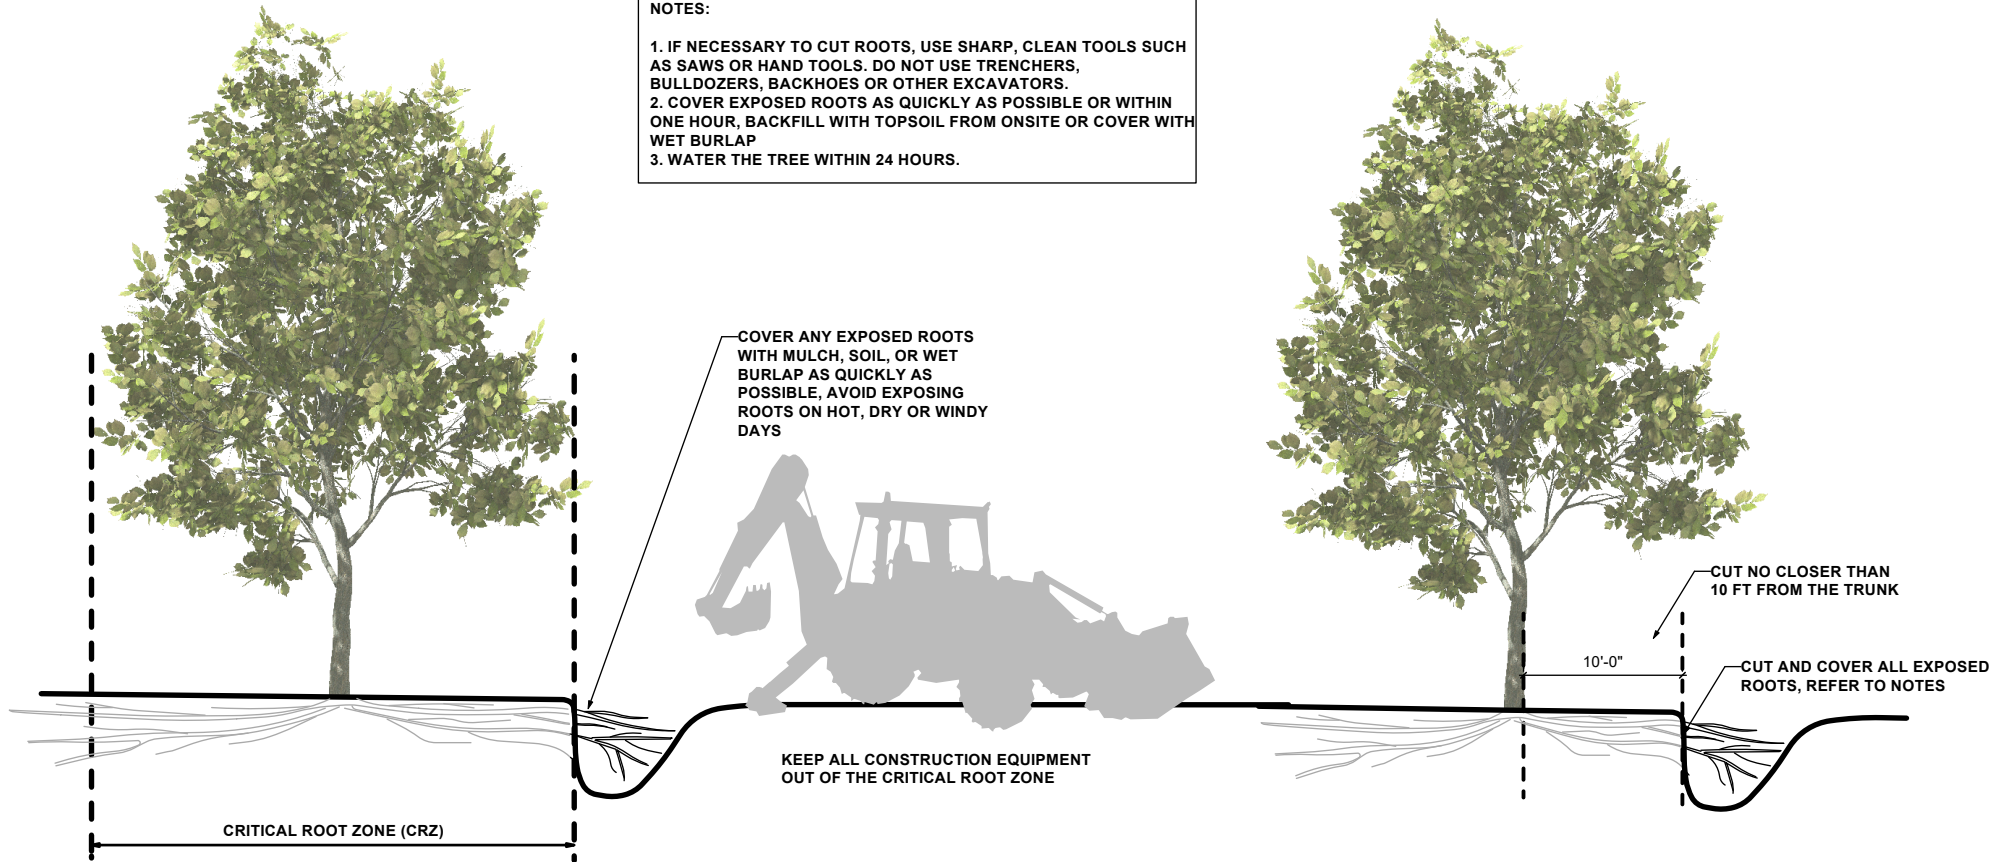 NOTES:
1. IF NECESSARY TO CUT ROOTS, USE SHARP, CLEAN TOOLS SUCH
AS SAWS OR HAND TOOLS. DO NOT USE TRENCHERS,
BULLDOZERS, BACKHOES OR OTHER EXCAVATORS.
2. COVER EXPOSED ROOTS AS QUICKLY AS POSSIBLE OR WITHIN
ONE HOUR, BACKFILL WITH TOPSOIL FROM ONSITE OR COVER WITH
WET BURLAP
3. WATER THE TREE WITHIN 24 HOURS.
COVER ANY EXPOSED ROOTS
WITH MULCH, SOIL, OR WET
BURLAP AS QUICKLY AS
POSSIBLE, AVOID EXPOSING
ROOTS ON HOT, DRY OR WINDY
DAYS
CUT NO CLOSER THAN
10 FT FROM THE TRUNK
10'-0"
CUT AND COVER ALL EXPOSED
ROOTS, REFER TO NOTES
KEEP ALL CONSTRUCTION EQUIPMENT
OUT OF THE CRITICAL ROOT ZONE
CRITICAL ROOT ZONE (CRZ)